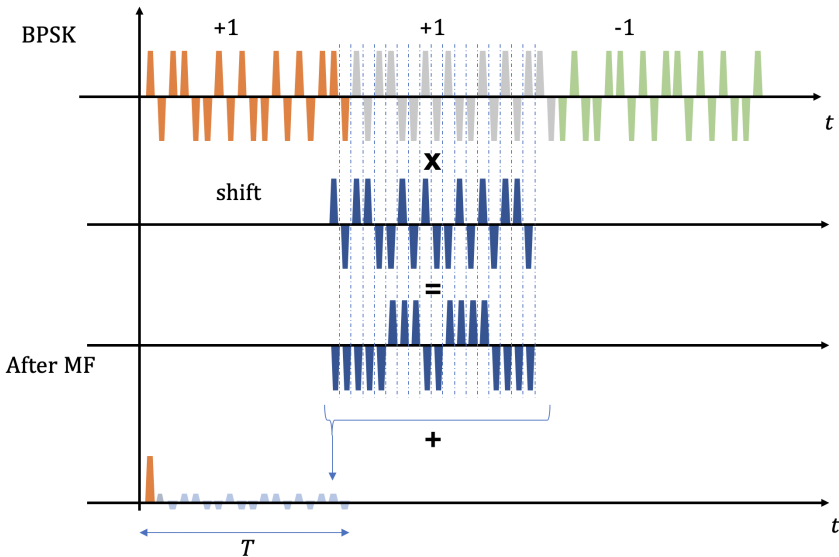 BPSK
+1 +1 -1
t
x
shift
=
After MF
+
t
T